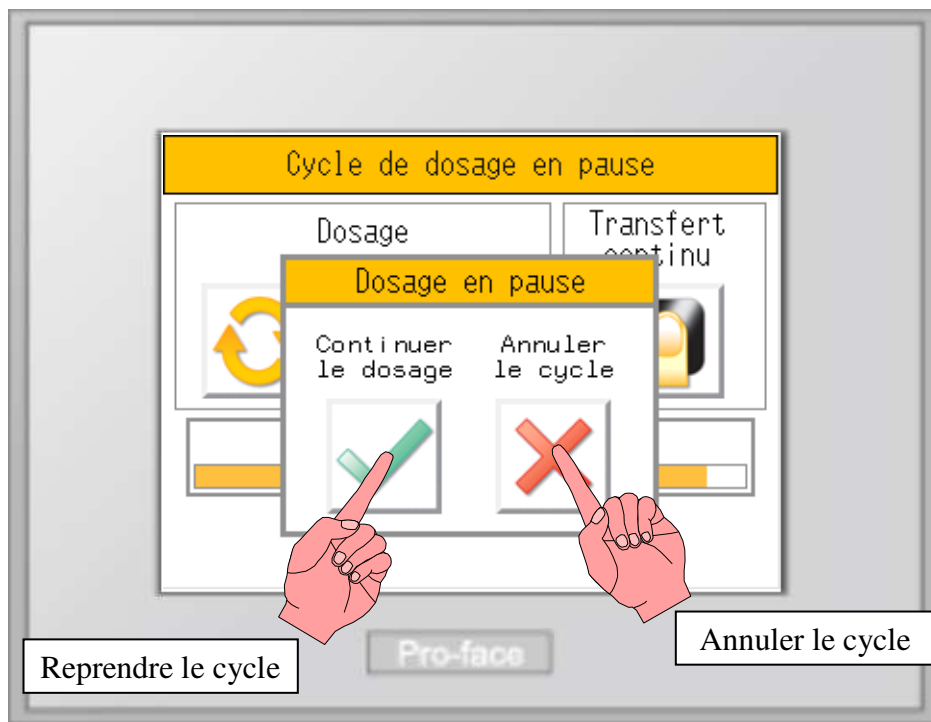 Cycle de dosage en pause
Dosage
Transfert
continu
Dosage en pause
Continuer
le dosage
Annuler
le cycle
Reprendre le cycle
Annuler le cycle
Pro-face